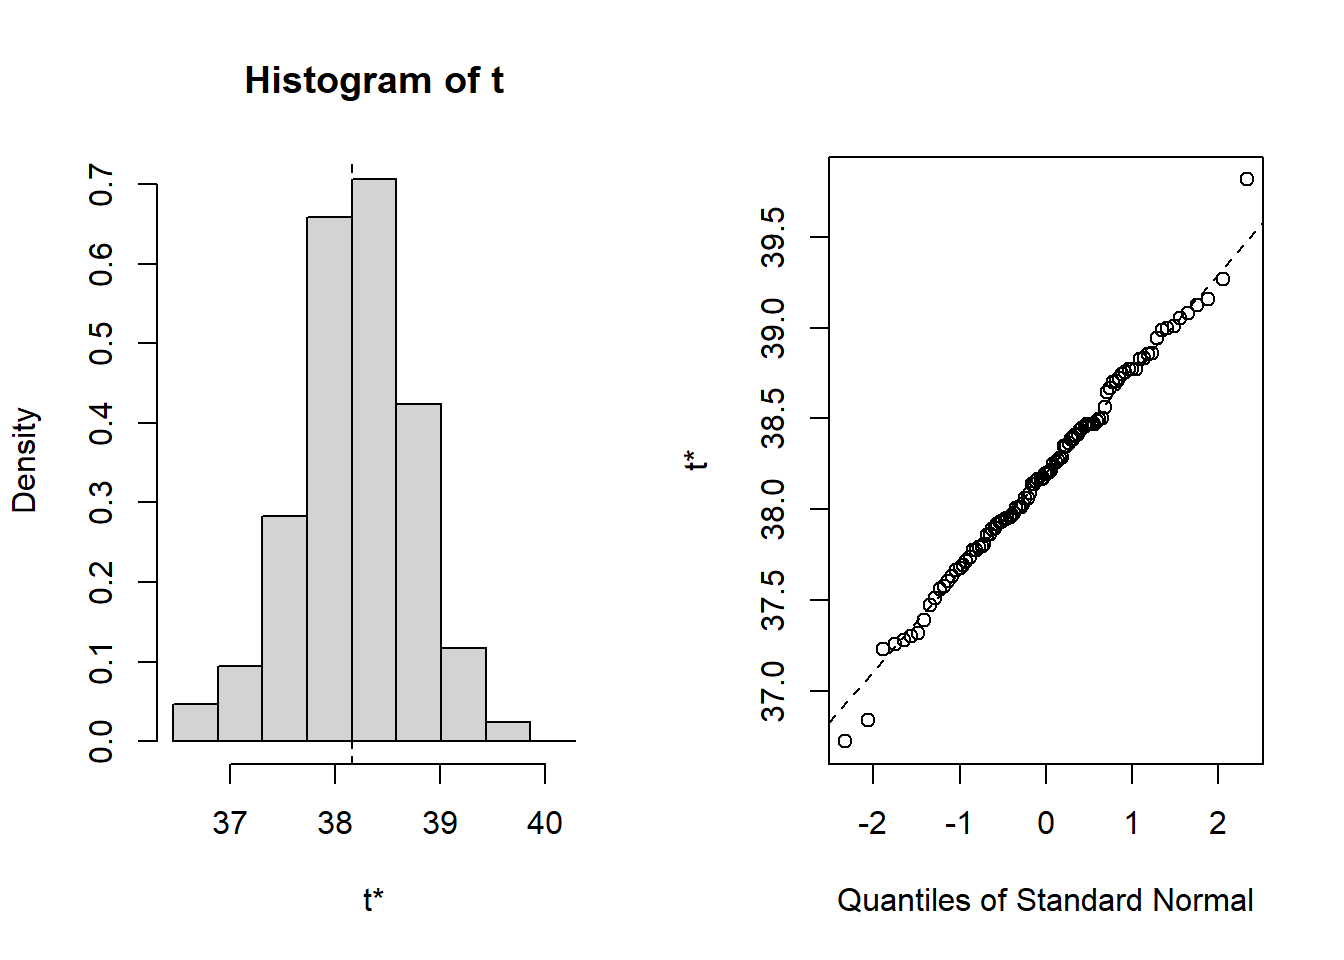 Histogram of t
Density
0.0 0.1 0.2 0.3 0.4 0.5 0.6 0.7
37 38 39 40
t*
t*
37.0 37.5 38.0 38.5 39.0 39.5
-2 -1 0 1 2
Quantiles of Standard Normal